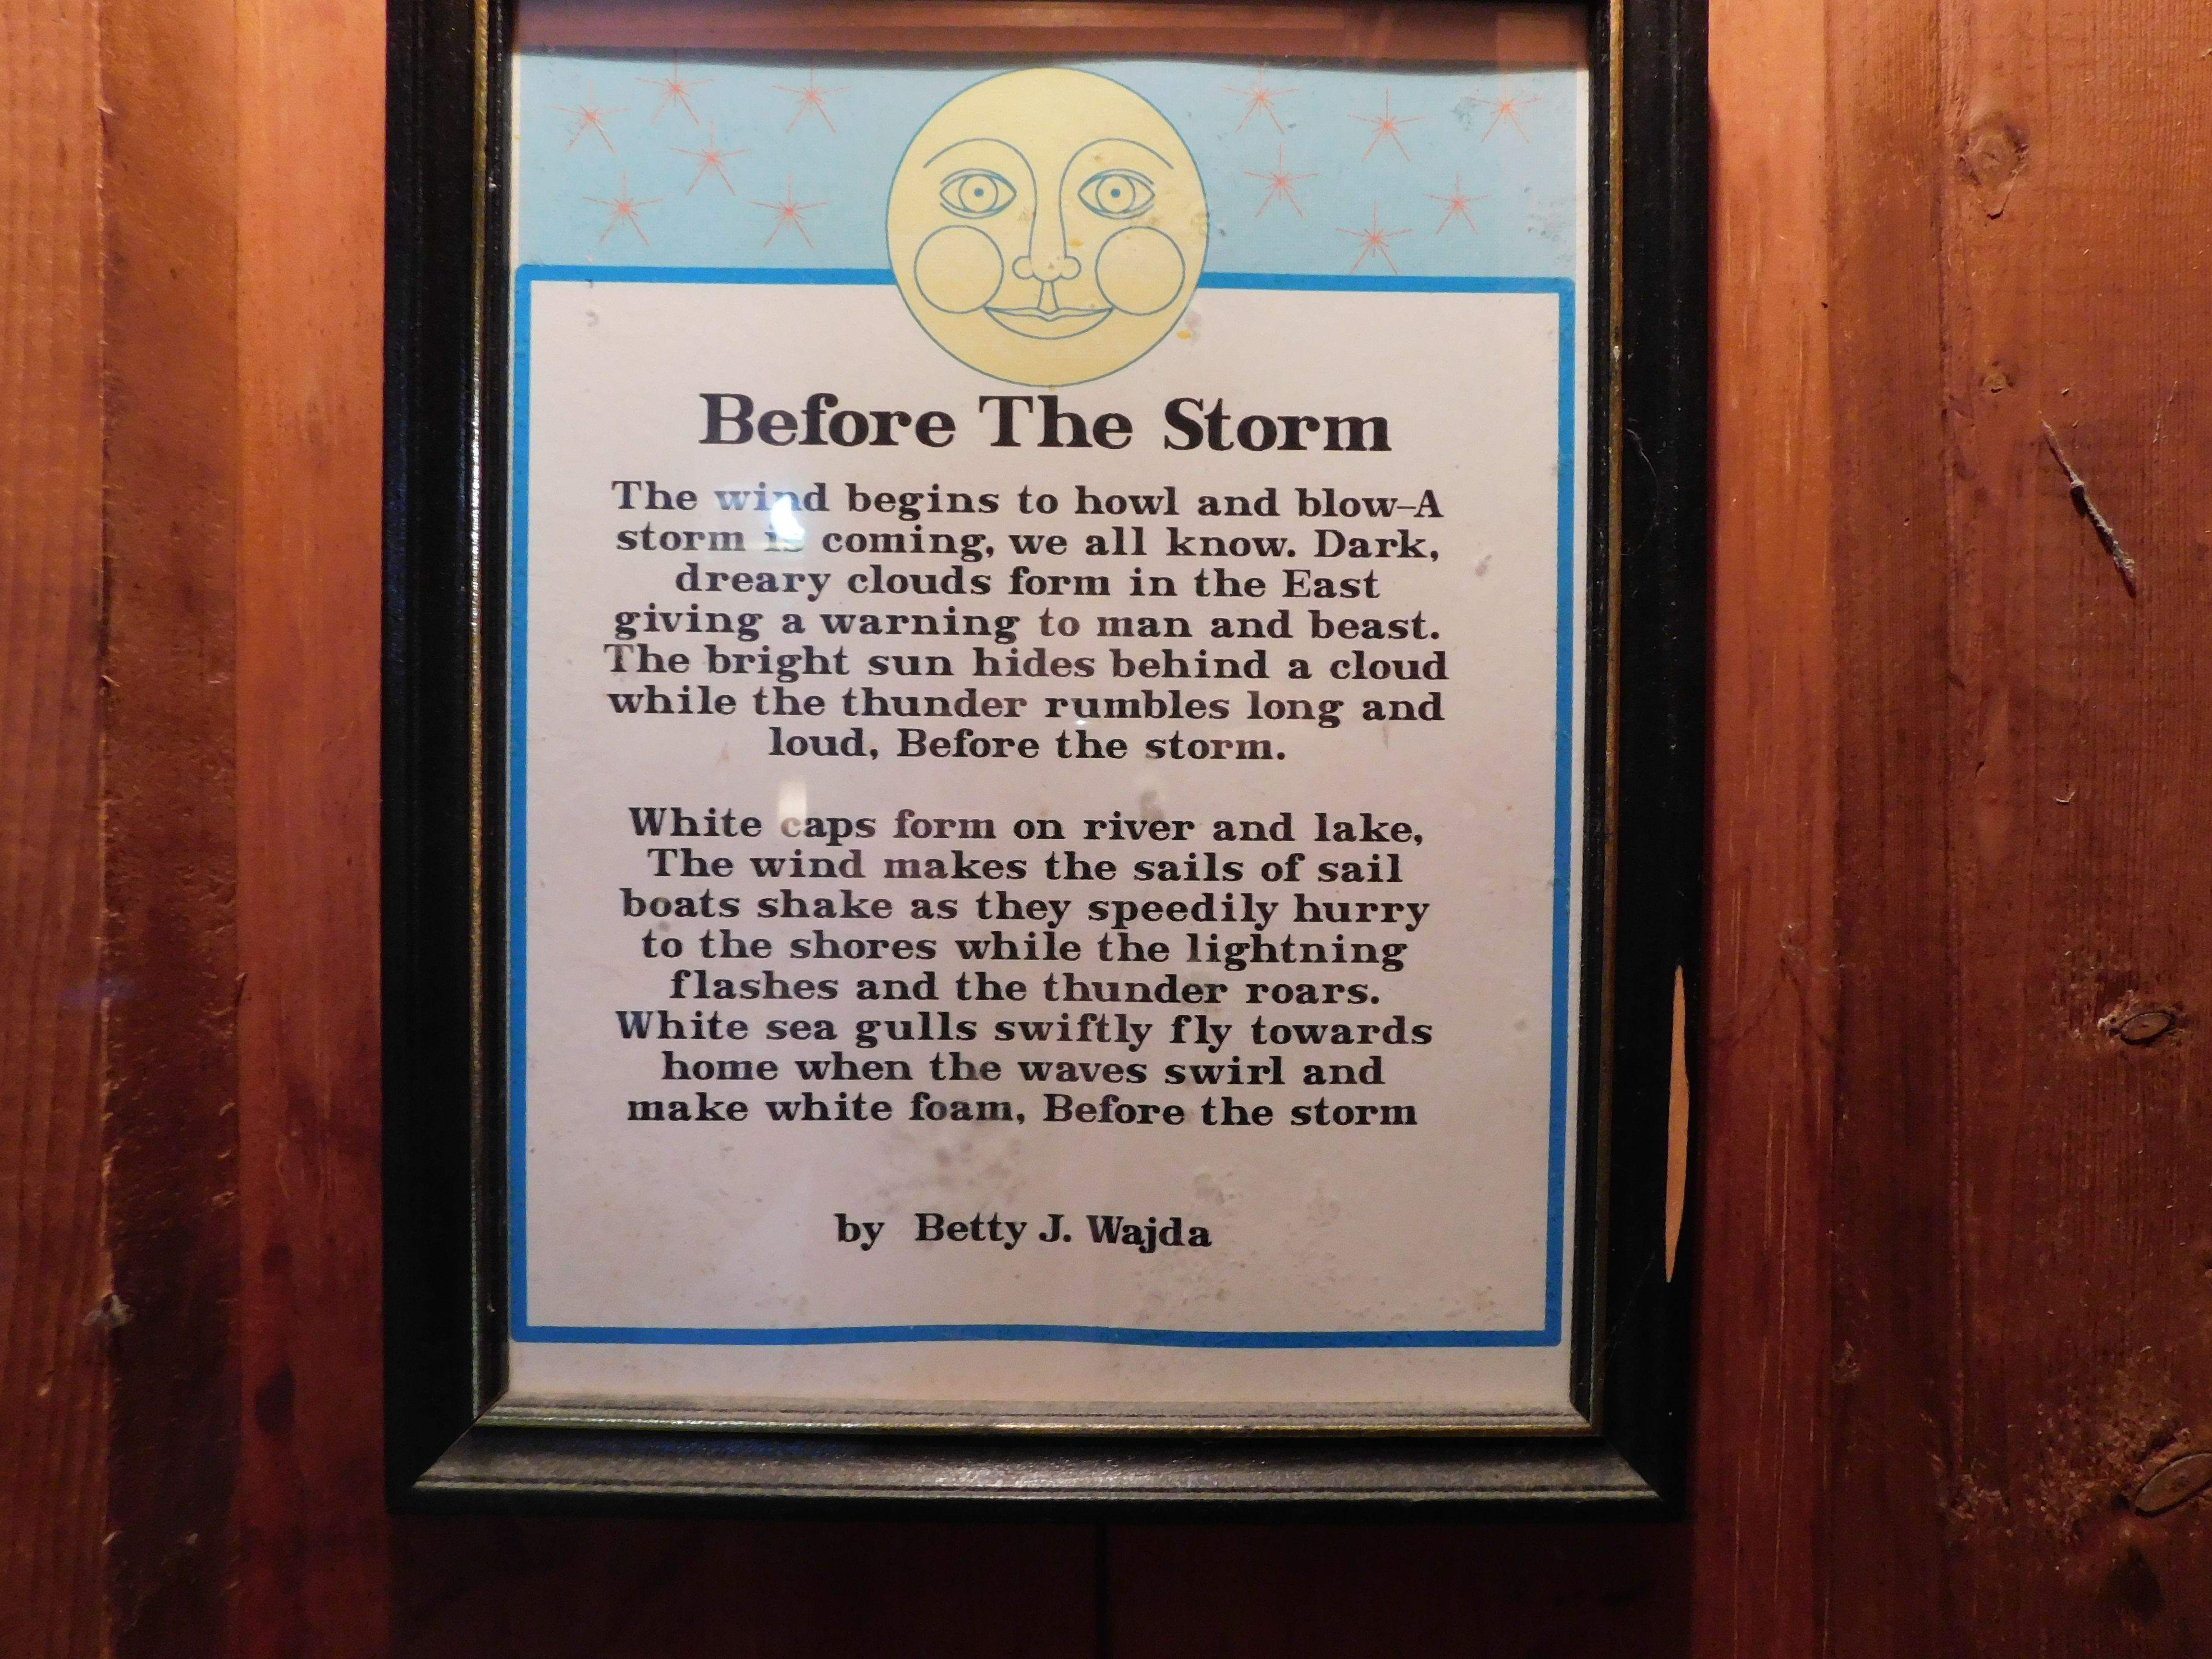 Before The Storm
The wind begins to howl and blow–A
storm is coming, we all know. Dark,
dreary clouds form in the East
giving a warning to man and beast.
The bright sun hides behind a cloud
while the thunder rumbles long and
loud, Before the storm.
White caps form on river and lake,
The wind makes the sails of sail
boats shake as they speedily hurry
to the shores while the lightning
flashes and the thunder roars.
White sea gulls swiftly fly towards
home when the waves swirl and
make white foam, Before the storm
by Betty J. Wajda